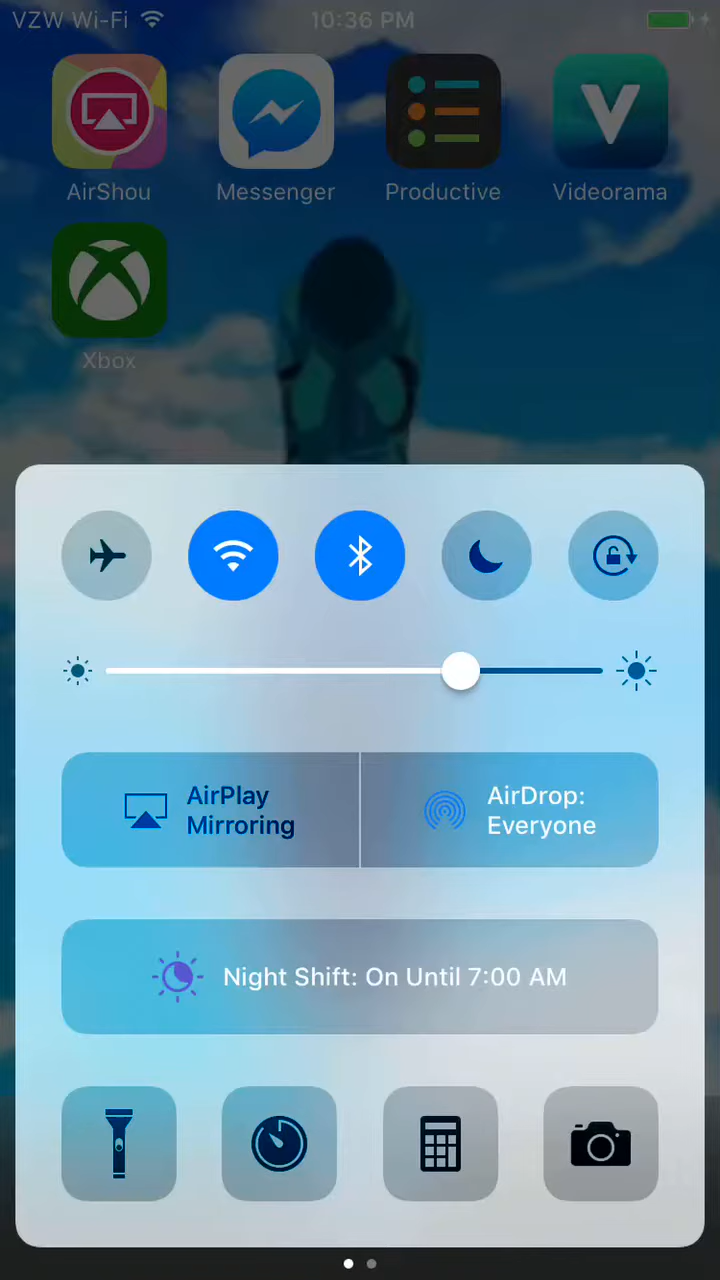 VZW Wi-Fi 10:36 PM
AirShou Messenger Productive Videorama
Xbox
AirPlay
Mirroring
AirDrop:
Everyone
Night Shift: On Until 7:00 AM